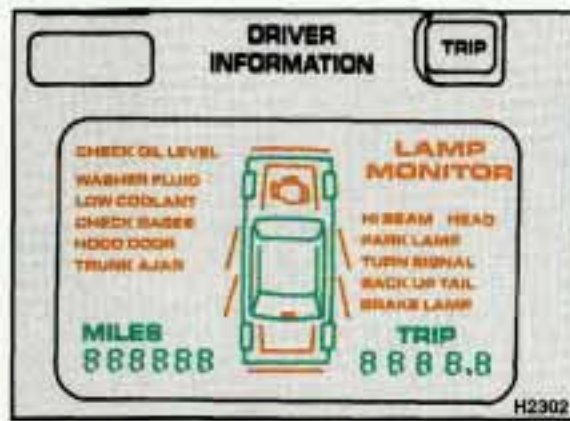 DRIVER
INFORMATION
TRIP
CHECK OIL LEVEL
WASHER FLUID
LOW COOLANT
CHECK GAGES
HOOD DOOR
TRUNK AJAR
LAMP
MONITOR
HI BEAM HEAD
PARK LAMP
TURN SIGNAL
BACK UP TAIL
BRAKE LAMP
MILES
888888
TRIP
8888.8
H2302